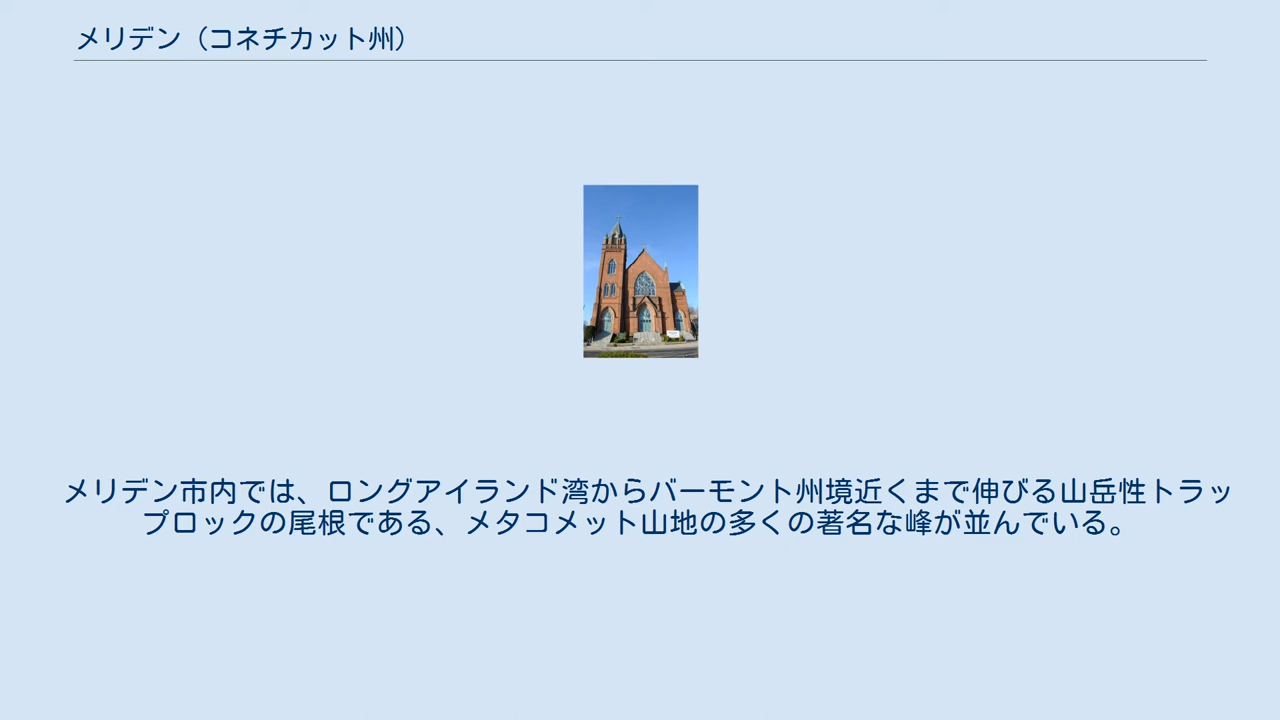 メリデン（コネチカット州）
メリデン市内では、ロングアイランド湾からバーモント州境近くまで伸びる山岳性トラッ
プロックの尾根である、メタコメット山地の多くの著名な峰が並んでいる。